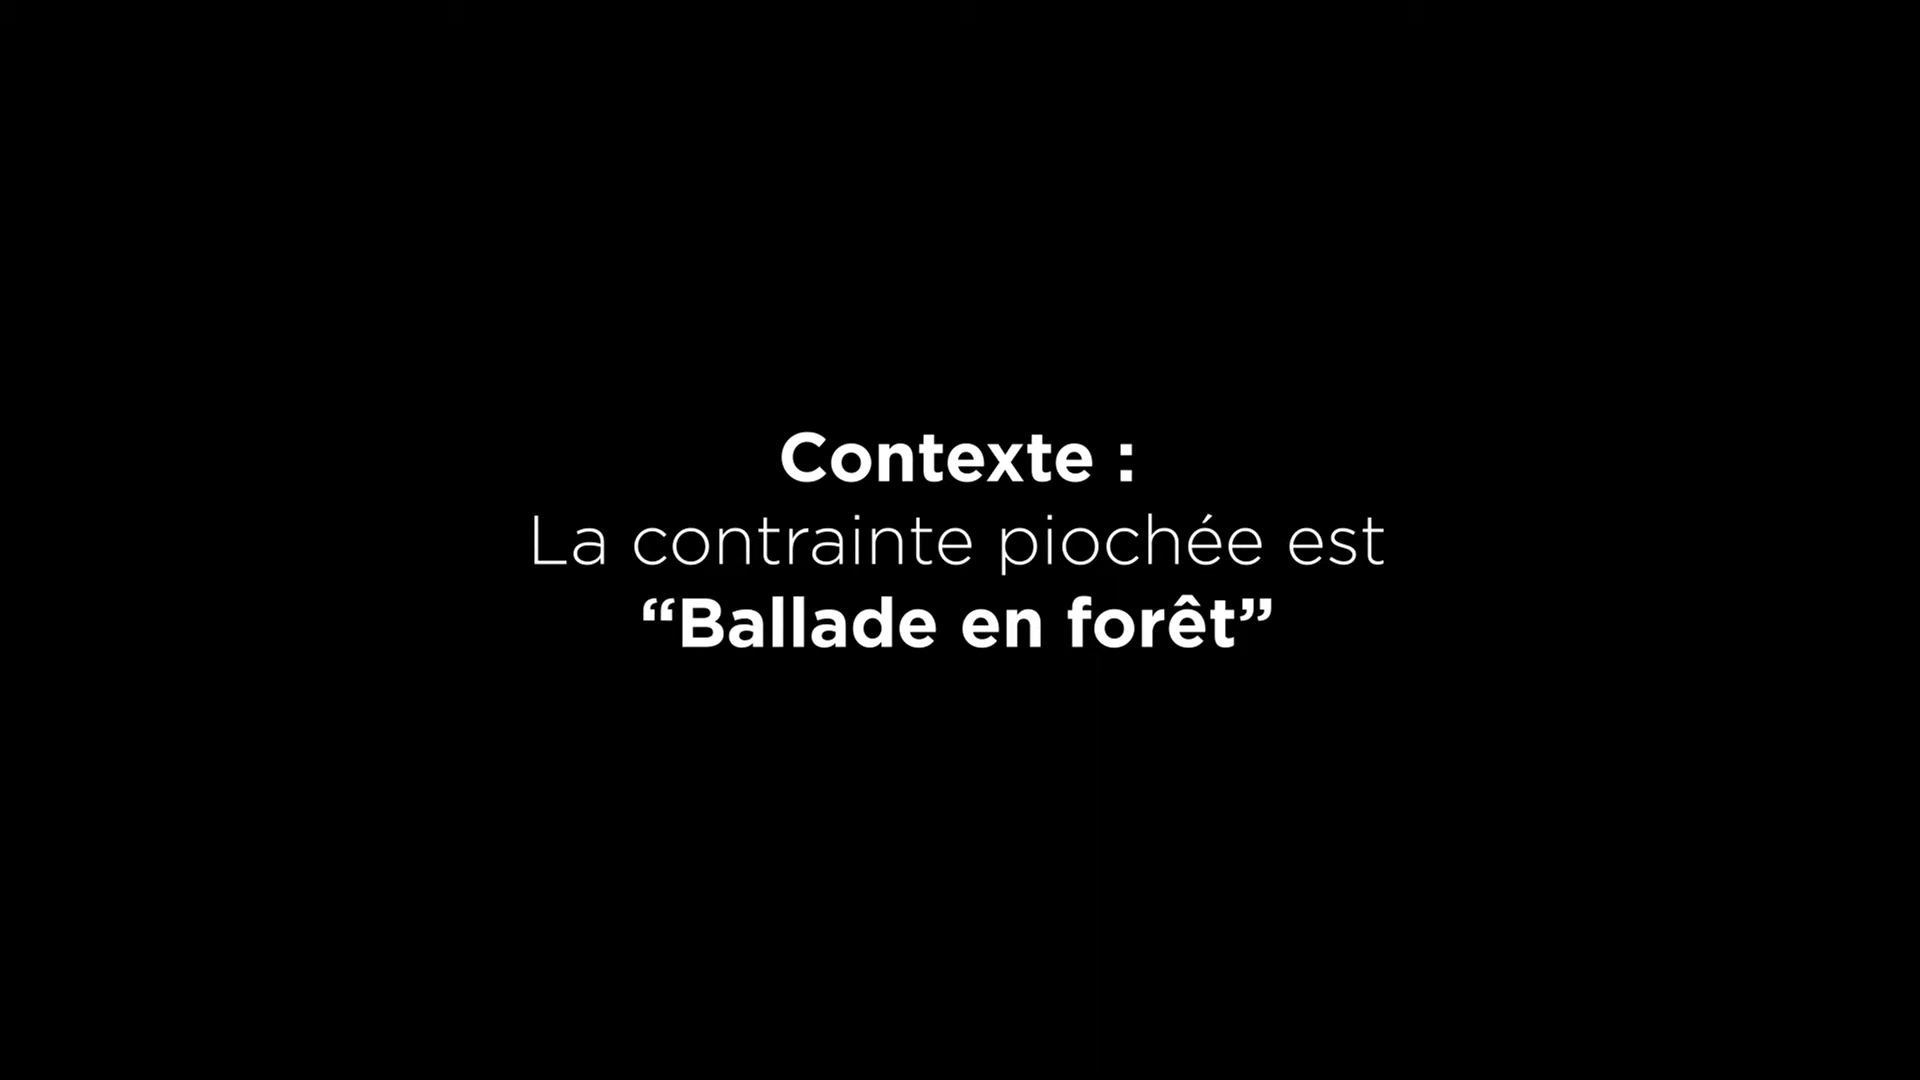 Contexte :
La contrainte piochée est
“Ballade en forêt”